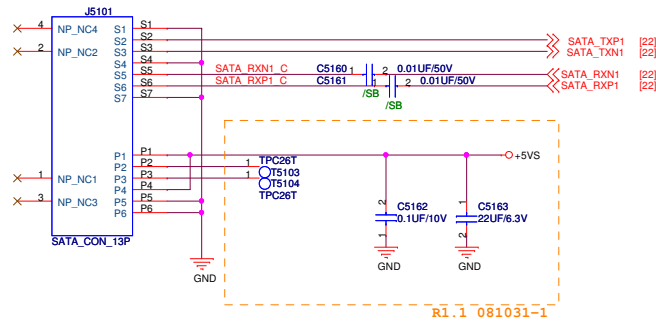 J5101
4 NP_NC4 S1 S1
S2 S2 SATA_TXP1 [22]
2 NP_NC2 S3 S3 SATA_TXN1 [22]
S4 S4
S5 S5 SATA_RXN1_C C5160 1 2 0.01UF/50V SATA_RXN1 [22]
S6 S6 SATA_RXP1_C C5161 1 2 0.01UF/50V SATA_RXP1 [22]
S7 S7 /SB
/SB
P1 P1 TPC26T +5VS
P2 P2 1 T5103
1 NP_NC1 P3 P3 1 T5104
P4 P4 TPC26T
3 NP_NC3 P5 P5 2 C5162 2 C5163
P6 P6 0.1UF/10V 22UF/6.3V
1 1
SATA_CON_13P
GND GND
GND
R1.1 081031-1